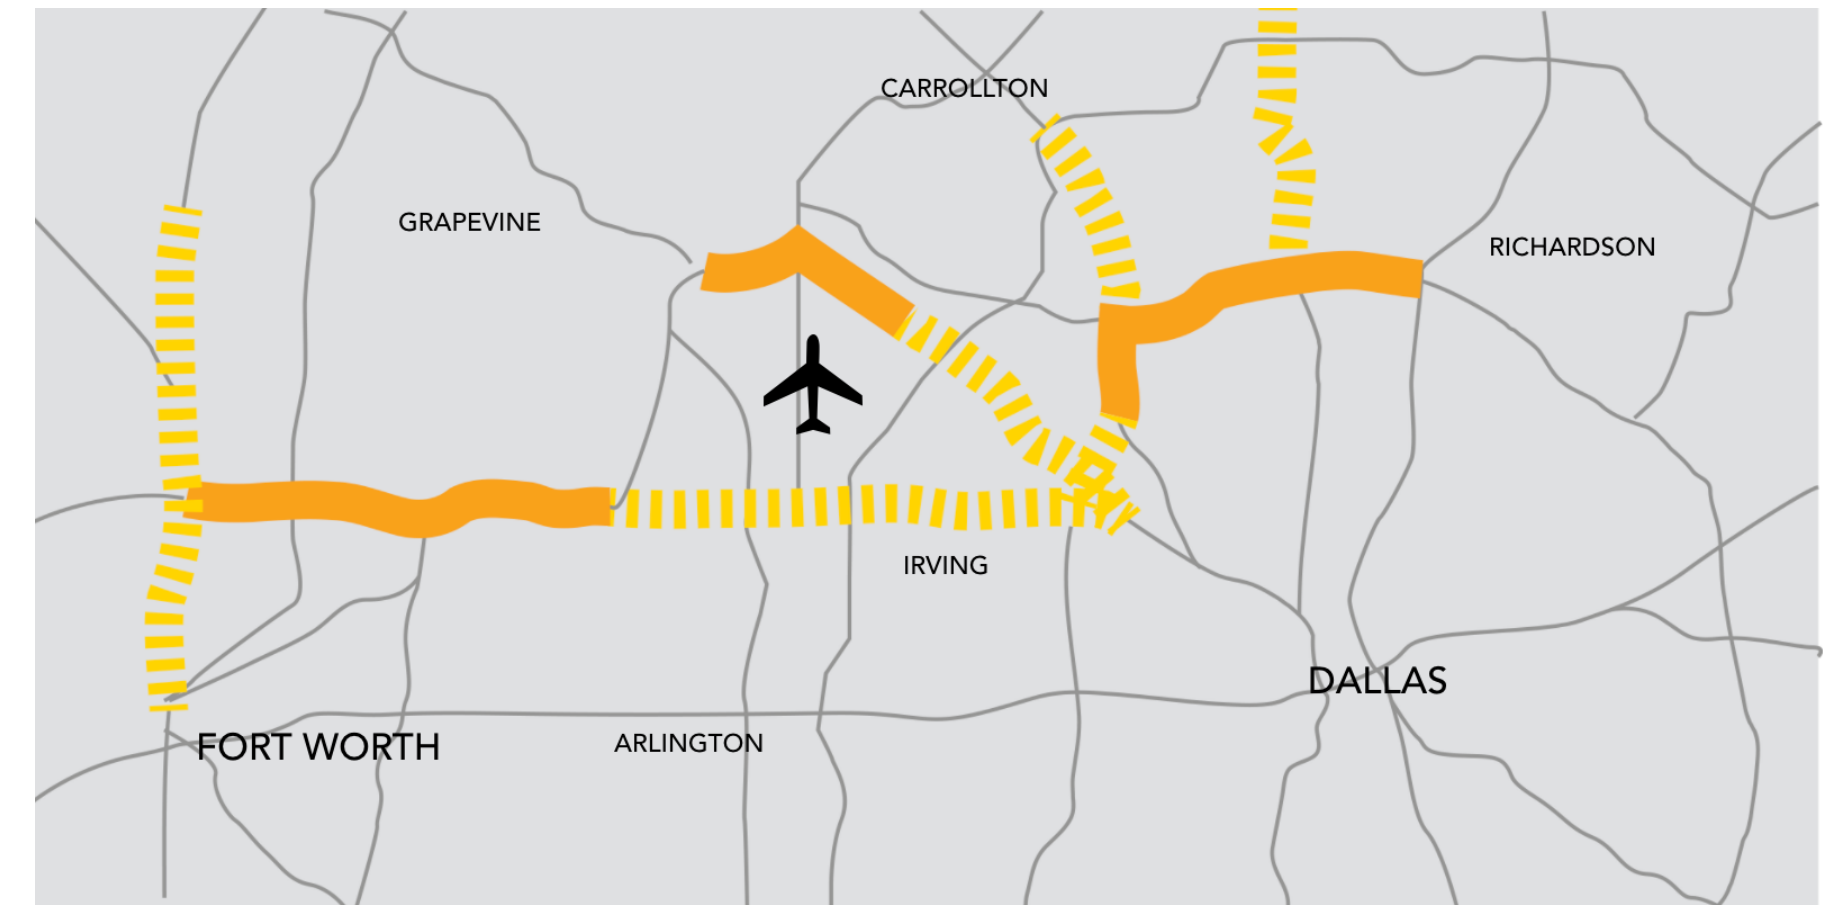 CARROLLTON
GRAPEVINE
RICHARDSON
IRVING
DALLAS
FORT WORTH
ARLINGTON